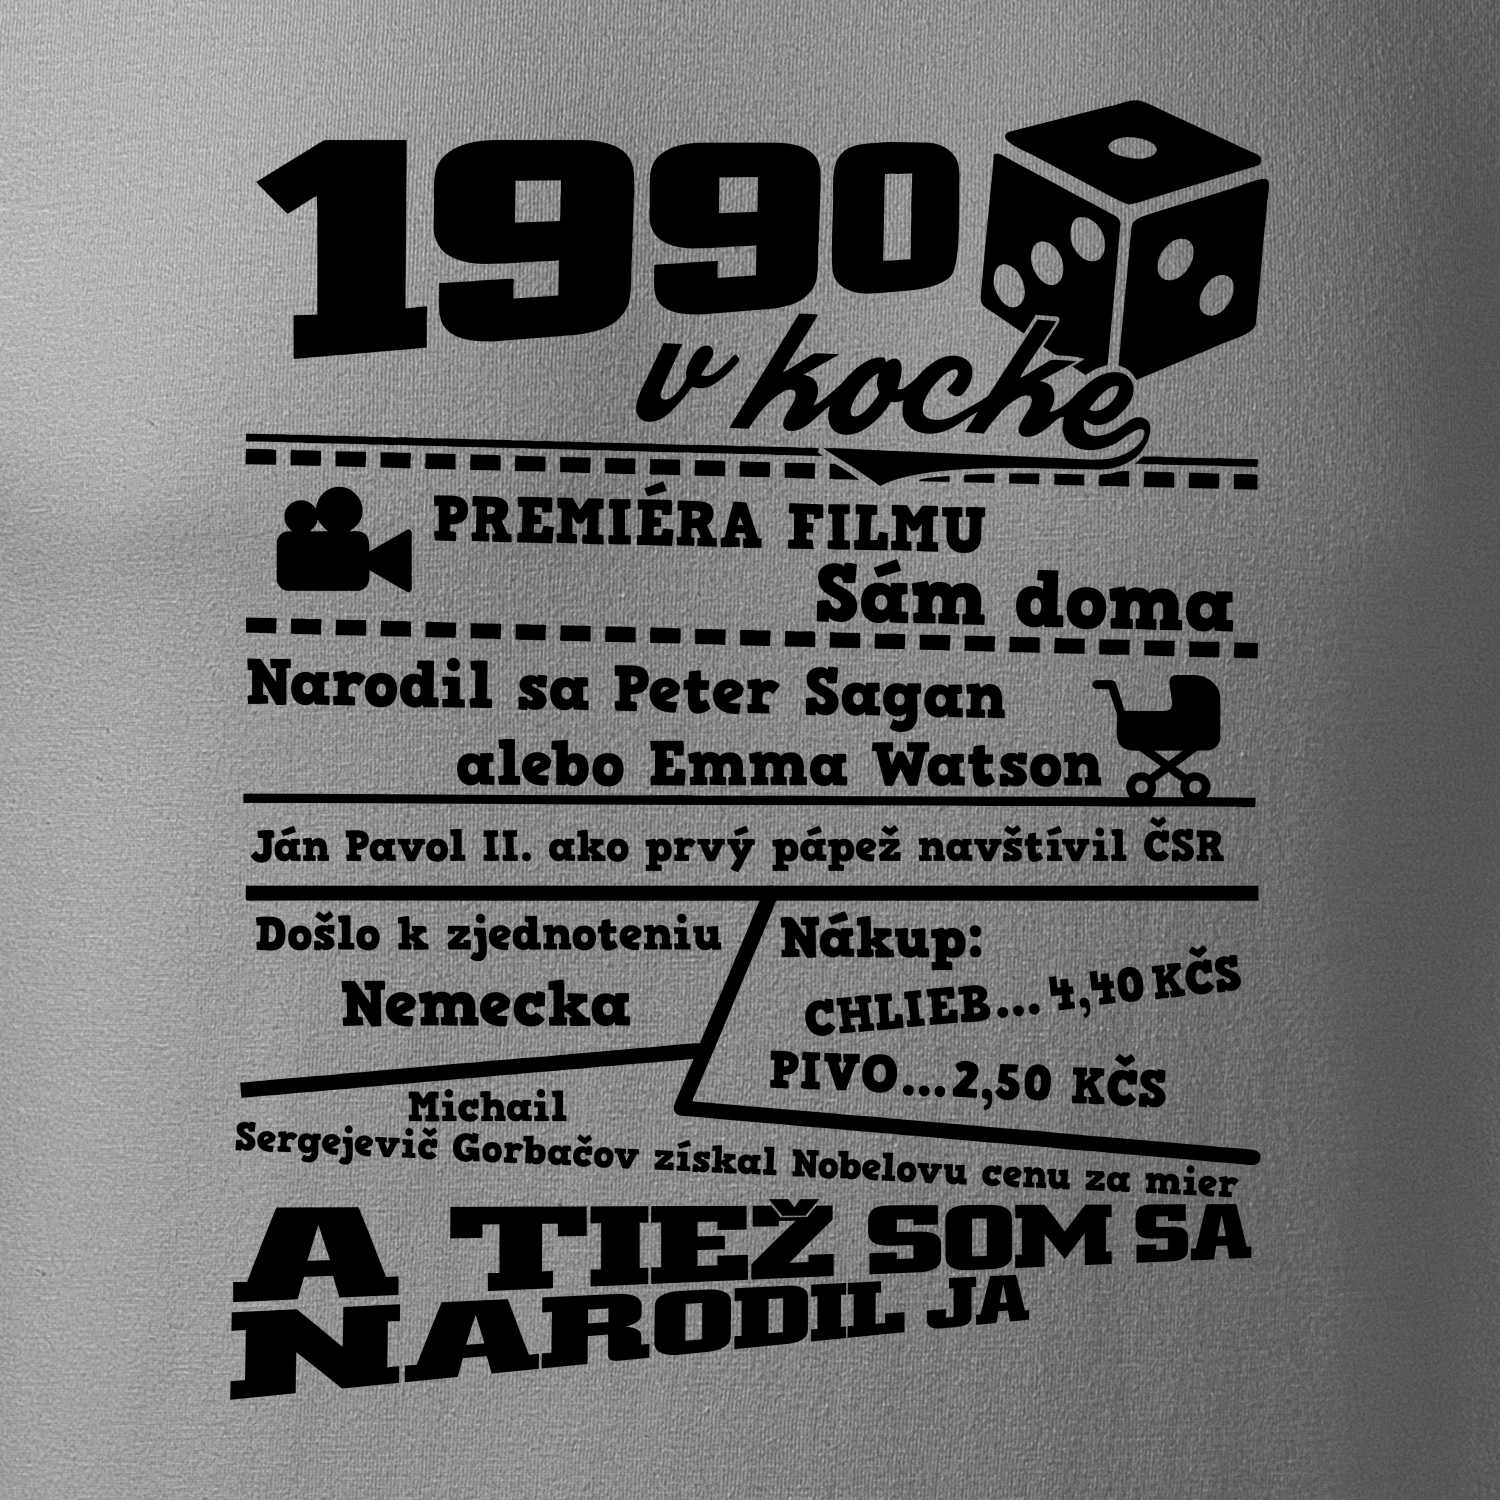 1990
v kocke
PREMIÉRA FILMU
Sám doma
Narodil sa Peter Sagan
alebo Emma Watson
Ján Pavol II. ako prvý pápež navštívil ČSR
Došlo k zjednoteniu
Nemecka
Nákup:
CHLIEB...4,40 KČS
PIVO...2,50 KČS
Michail
Sergejevič Gorbačov získal Nobelovu cenu za mier
A TIEŽ SOM SA
NARODIL JA